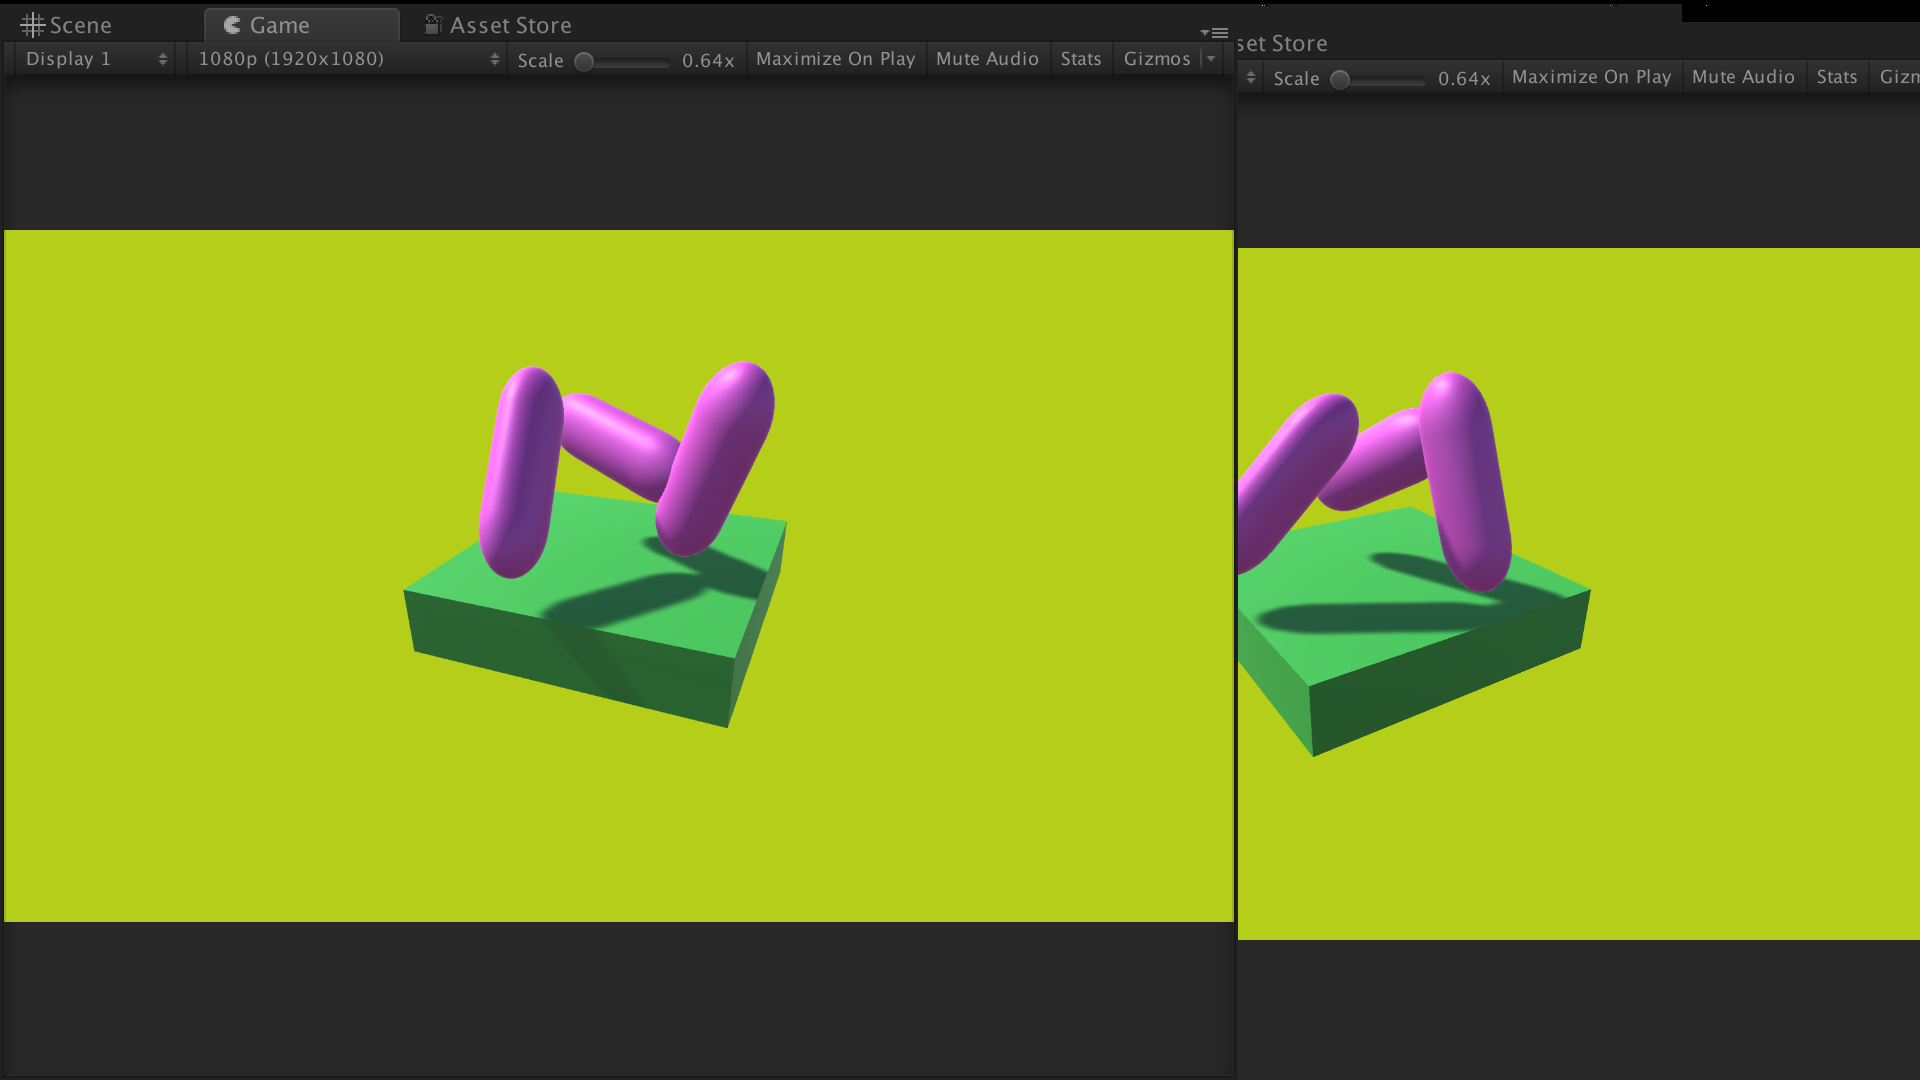 Scene Game Asset Store
Display 1 1080p (1920x1080) Scale 0.64x Maximize On Play Mute Audio Stats Gizmos
set Store
Scale 0.64x Maximize On Play Mute Audio Stats Gizm